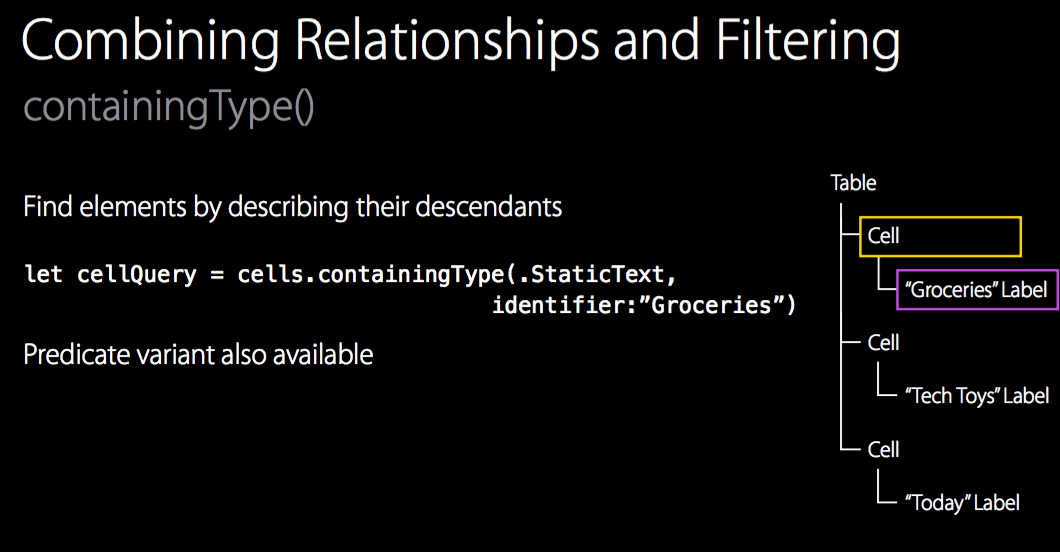 Combining Relationships and Filtering
containingType()
Find elements by describing their descendants
let cellQuery = cells.containingType(.StaticText,
identifier:”Groceries”)
Predicate variant also available
Table
Cell
“Groceries” Label
Cell
“Tech Toys” Label
Cell
“Today” Label